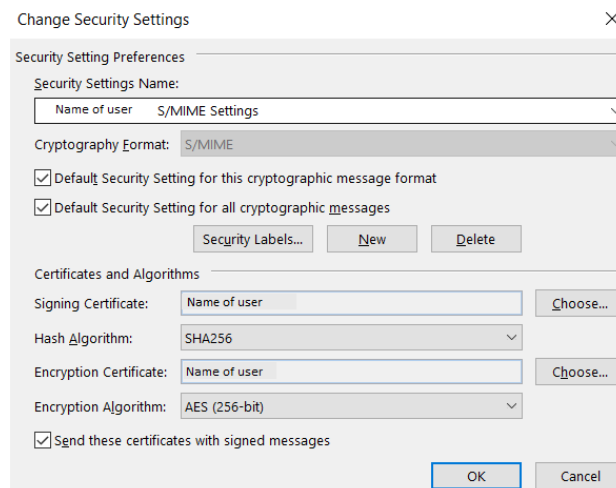 Change Security Settings
Security Setting Preferences
Security Settings Name:
Name of user S/MIME Settings
Cryptography Format: S/MIME
Default Security Setting for this cryptographic message format
Default Security Setting for all cryptographic messages
Security Labels... New Delete
Certificates and Algorithms
Signing Certificate: Name of user Choose...
Hash Algorithm: SHA256
Encryption Certificate: Name of user Choose...
Encryption Algorithm: AES (256-bit)
Send these certificates with signed messages
OK Cancel